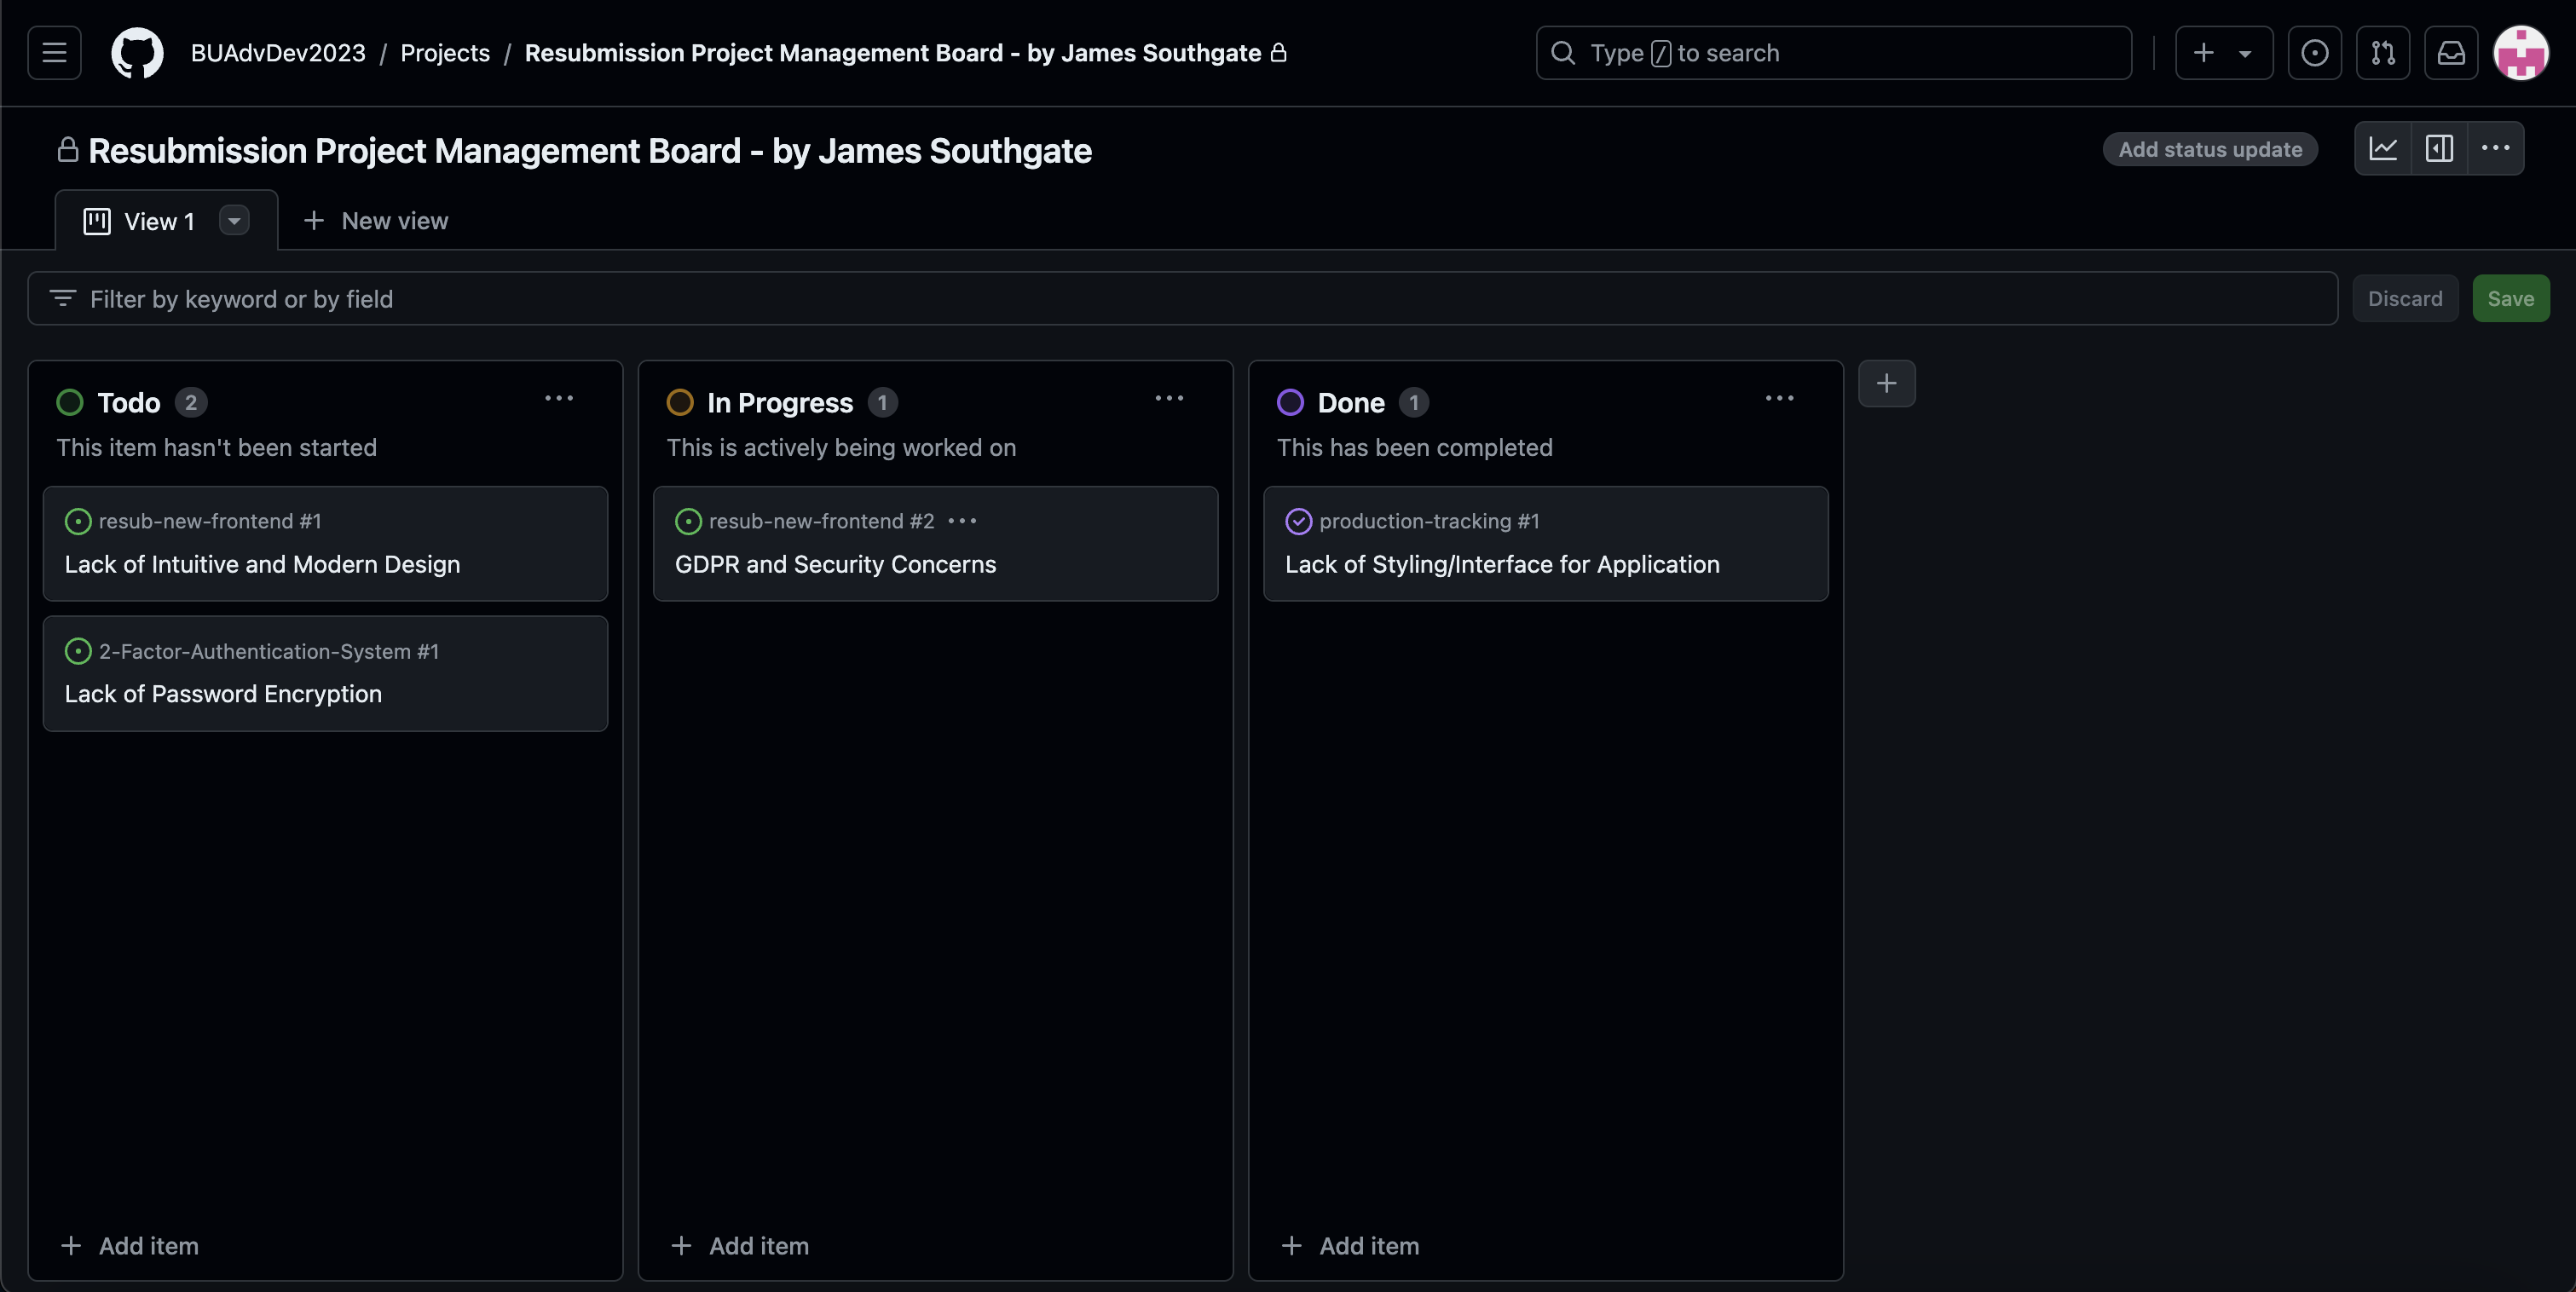 BUAdvDev2023 / Projects / Resubmission Project Management Board - by James Southgate
Type / to search
Resubmission Project Management Board - by James Southgate
Add status update
View 1
New view
Filter by keyword or by field
Discard
Save
Todo 2
This item hasn't been started
resub-new-frontend #1
Lack of Intuitive and Modern Design
2-Factor-Authentication-System #1
Lack of Password Encryption
Add item
In Progress 1
This is actively being worked on
resub-new-frontend #2
GDPR and Security Concerns
Add item
Done 1
This has been completed
production-tracking #1
Lack of Styling/Interface for Application
Add item